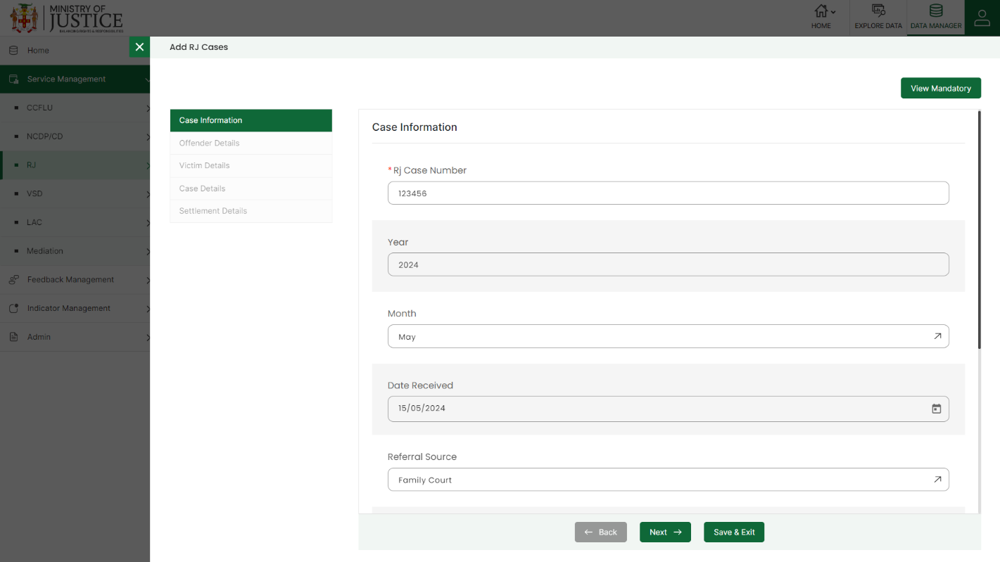 MINISTRY OF
JUSTICE
BALANCING RIGHTS & RESPONSIBILITIES
HOME
EXPLORE DATA
DATA MANAGER
Home
Service Management
CCFLU
NCDP/CD
RJ
VSD
LAC
Mediation
Feedback Management
Indicator Management
Admin
Add RJ Cases
View Mandatory
Case Information
Offender Details
Victim Details
Case Details
Settlement Details
Case Information
*Rj Case Number
123456
Year
2024
Month
May
Date Received
15/05/2024
Referral Source
Family Court
Back
Next
Save & Exit